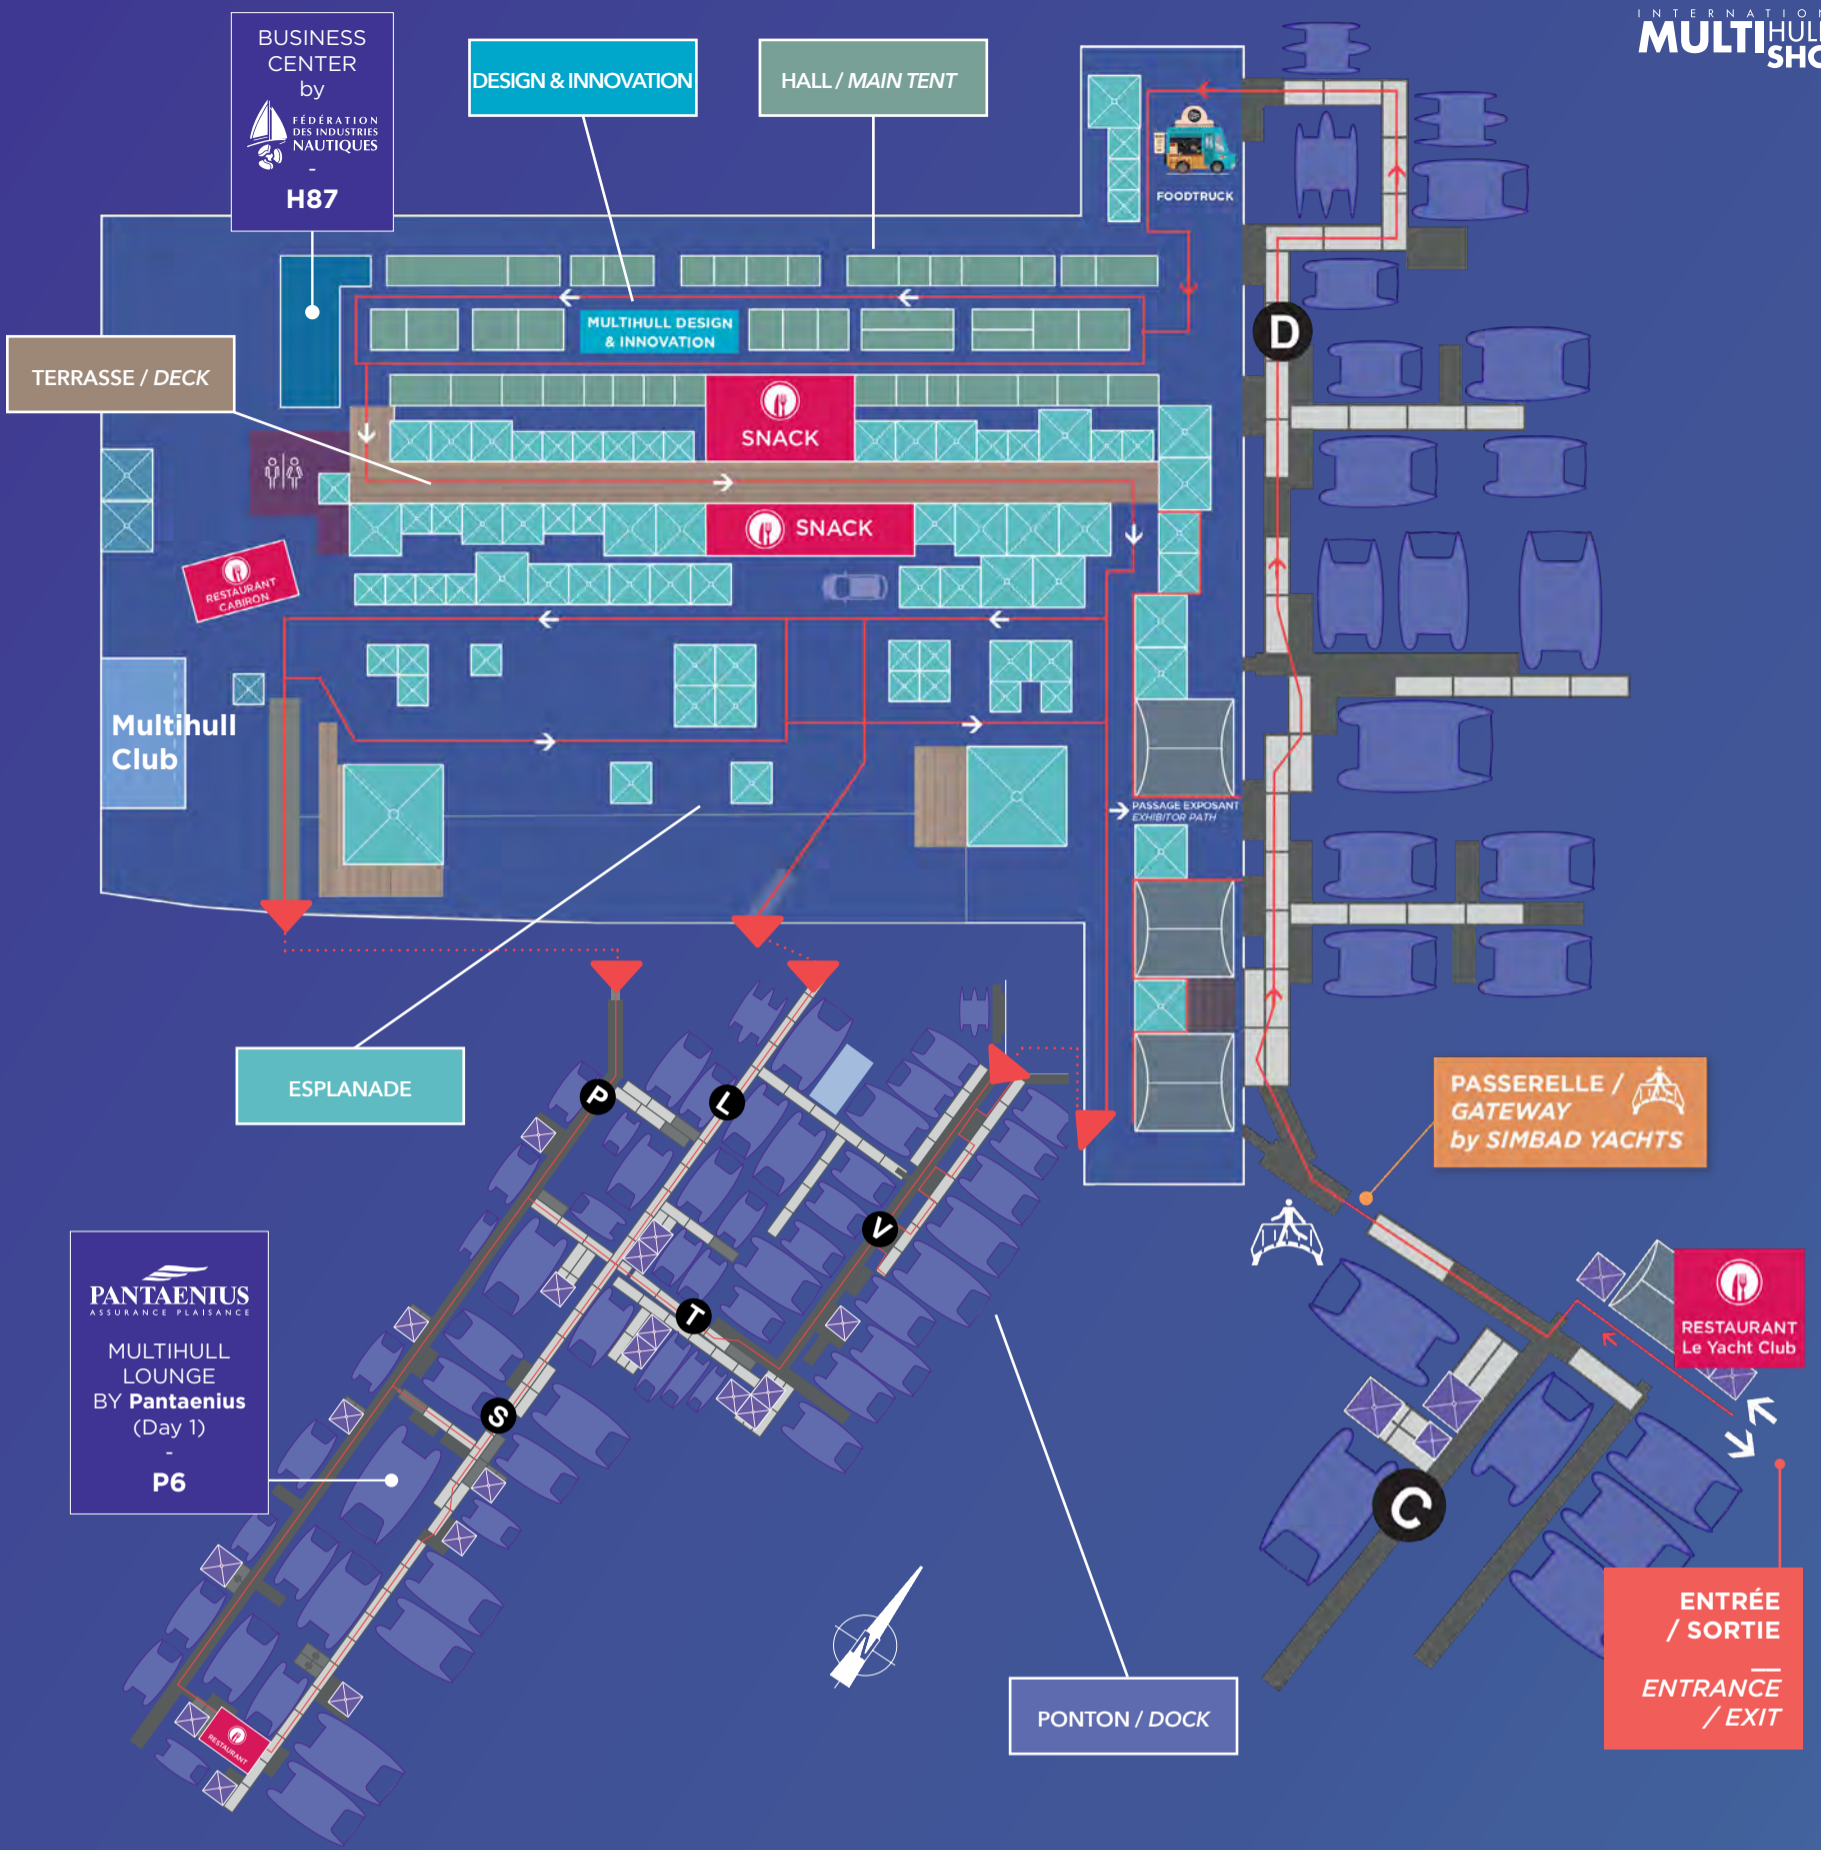 INTERNATION
MULTIHULL
SHO
BUSINESS
CENTER
by
FÉDÉRATION
DES INDUSTRIES
NAUTIQUES
-
H87
DESIGN & INNOVATION
HALL / MAIN TENT
FOODTRUCK
MULTIHULL DESIGN
& INNOVATION
D
TERRASSE / DECK
SNACK
SNACK
RESTAURANT
CABIRON
Multihull
Club
PASSAGE EXPOSANT
EXHIBITOR PATH
ESPLANADE
P
L
V
T
S
PASSERELLE /
GATEWAY
by SIMBAD YACHTS
PANTAENIUS
ASSURANCE PLAISANCE
MULTIHULL
LOUNGE
BY Pantaenius
(Day 1)
-
P6
RESTAURANT
Le Yacht Club
C
N
ENTRÉE
/ SORTIE
ENTRANCE
/ EXIT
PONTON / DOCK
RESTAURANT